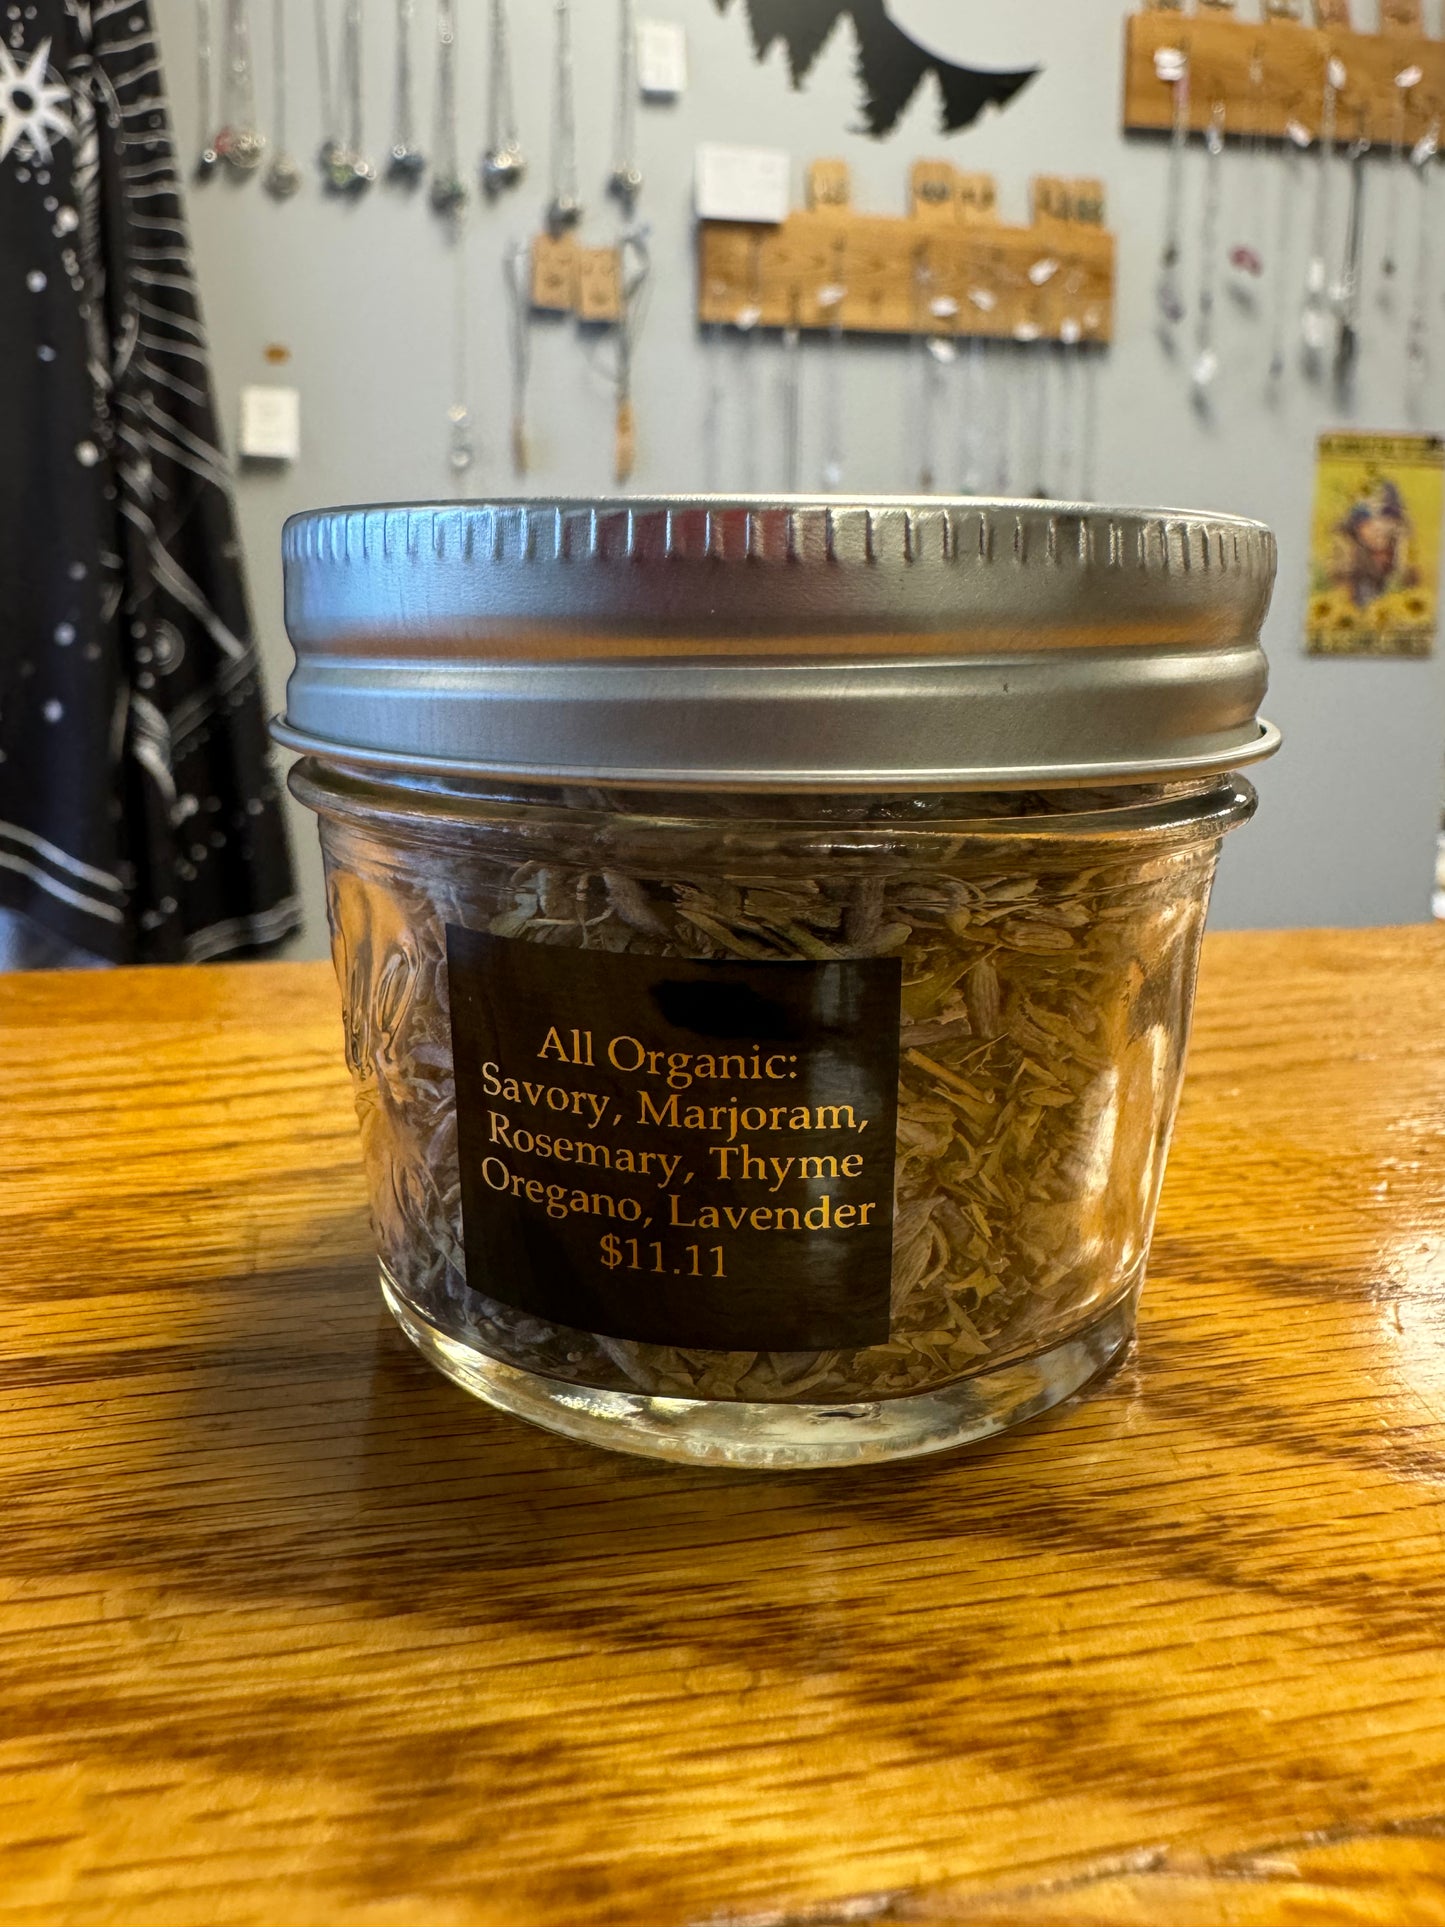 All Organic:
Savory, Marjoram,
Rosemary, Thyme
Oregano, Lavender
$11.11